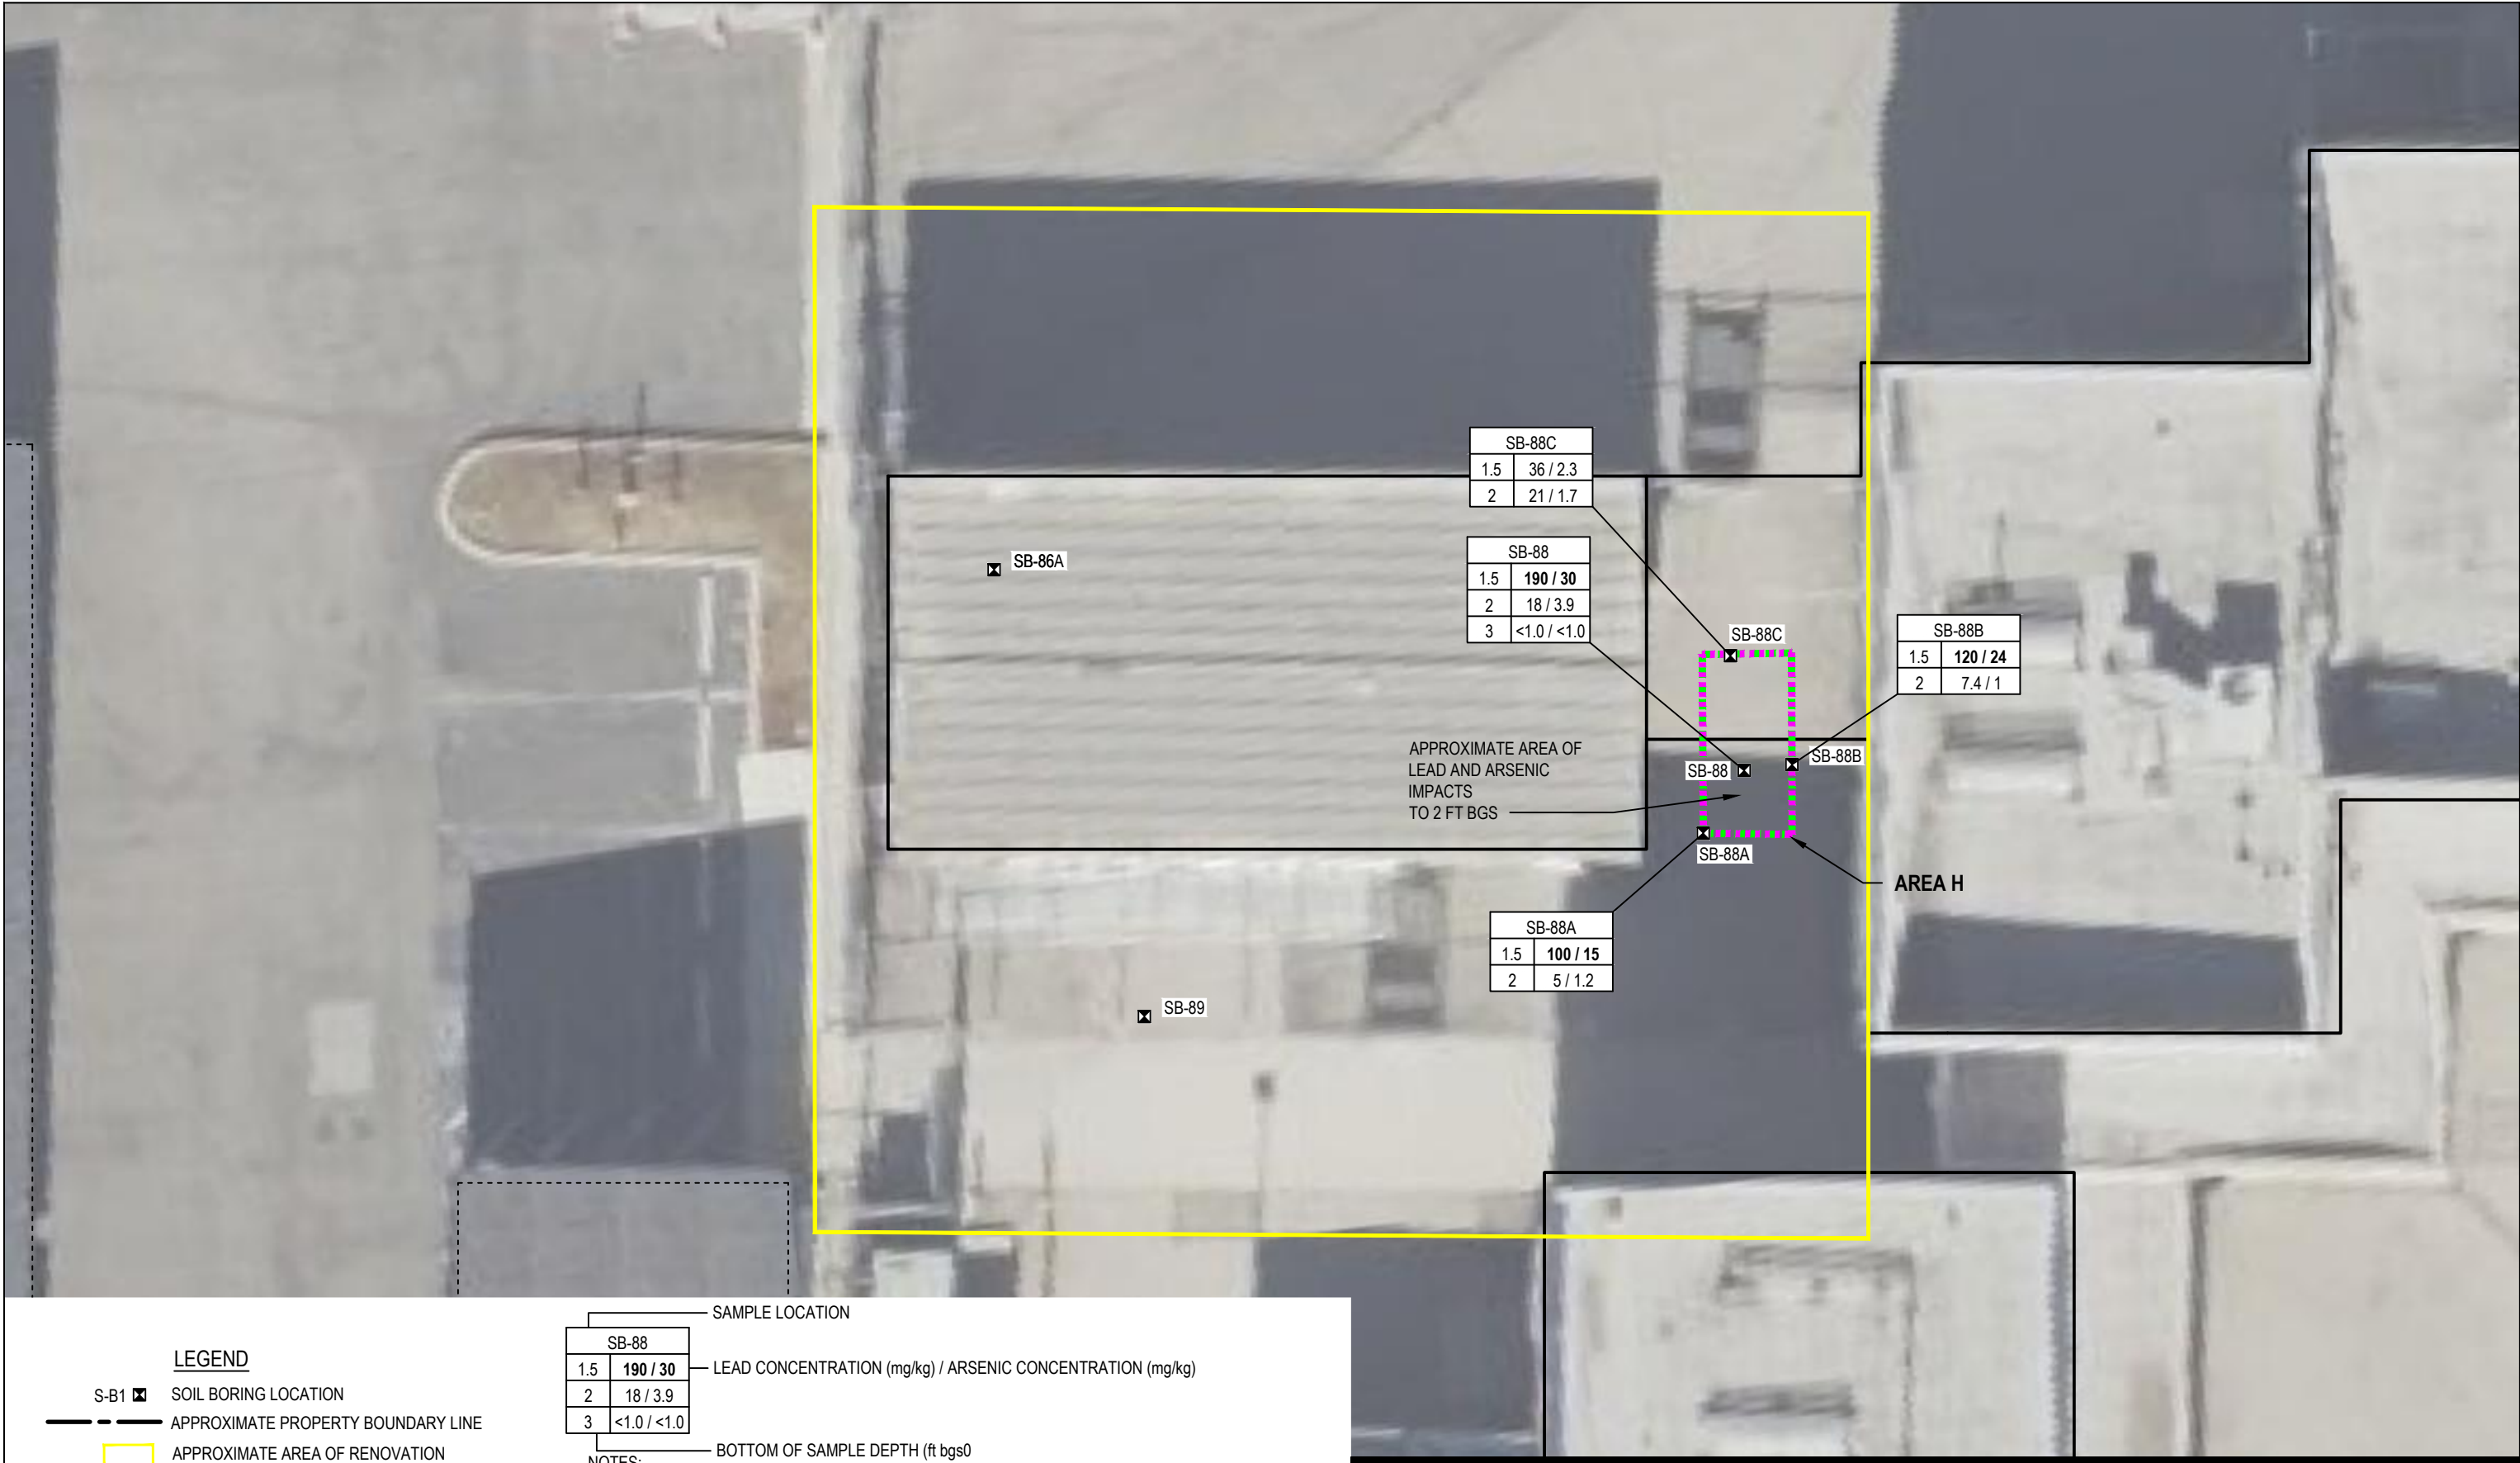 SB-88C
1.5 36 / 2.3
2 21 / 1.7
SB-88
1.5 190 / 30
2 18 / 3.9
3 <1.0 / <1.0
SB-86A
SB-88C
SB-88B
1.5 120 / 24
2 7.4 / 1
APPROXIMATE AREA OF
LEAD AND ARSENIC
IMPACTS
TO 2 FT BGS
SB-88
SB-88B
SB-88A
AREA H
SB-88A
1.5 100 / 15
2 5 / 1.2
SB-89
LEGEND
S-B1 SOIL BORING LOCATION
APPROXIMATE PROPERTY BOUNDARY LINE
APPROXIMATE AREA OF RENOVATION
SAMPLE LOCATION
SB-88
1.5 190 / 30
LEAD CONCENTRATION (mg/kg) / ARSENIC CONCENTRATION (mg/kg)
2 18 / 3.9
3 <1.0 / <1.0
BOTTOM OF SAMPLE DEPTH (ft bgs0
NOTES: